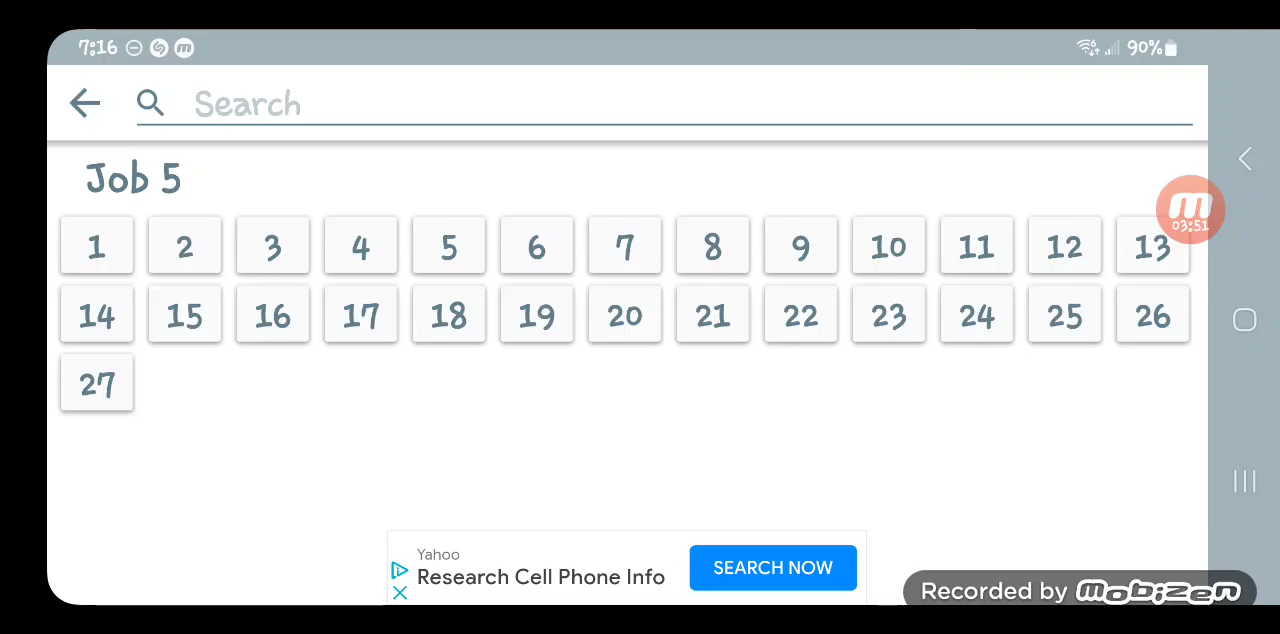 7:16 90%
Search
Job 5
03:51
1 2 3 4 5 6 7 8 9 10 11 12 13
14 15 16 17 18 19 20 21 22 23 24 25 26
27
Yahoo
Research Cell Phone Info
SEARCH NOW
Recorded by mobizen